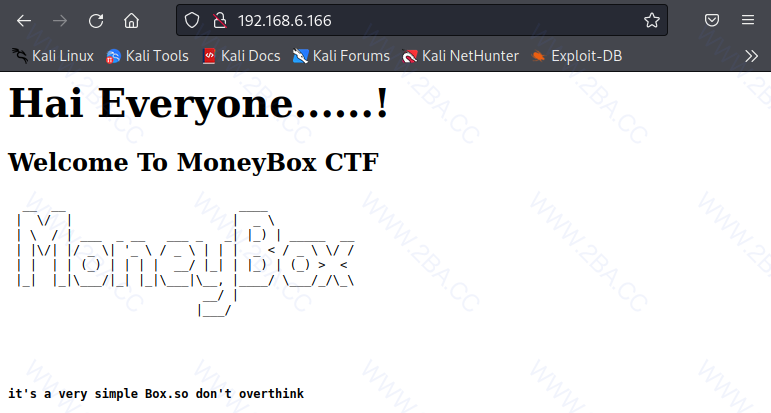 192.168.6.166
Kali Linux Kali Tools Kali Docs Kali Forums Kali NetHunter Exploit-DB
Hai Everyone......!
Welcome To MoneyBox CTF
MoneyBox
it's a very simple Box.so don't overthink
WWW.2BA.CC